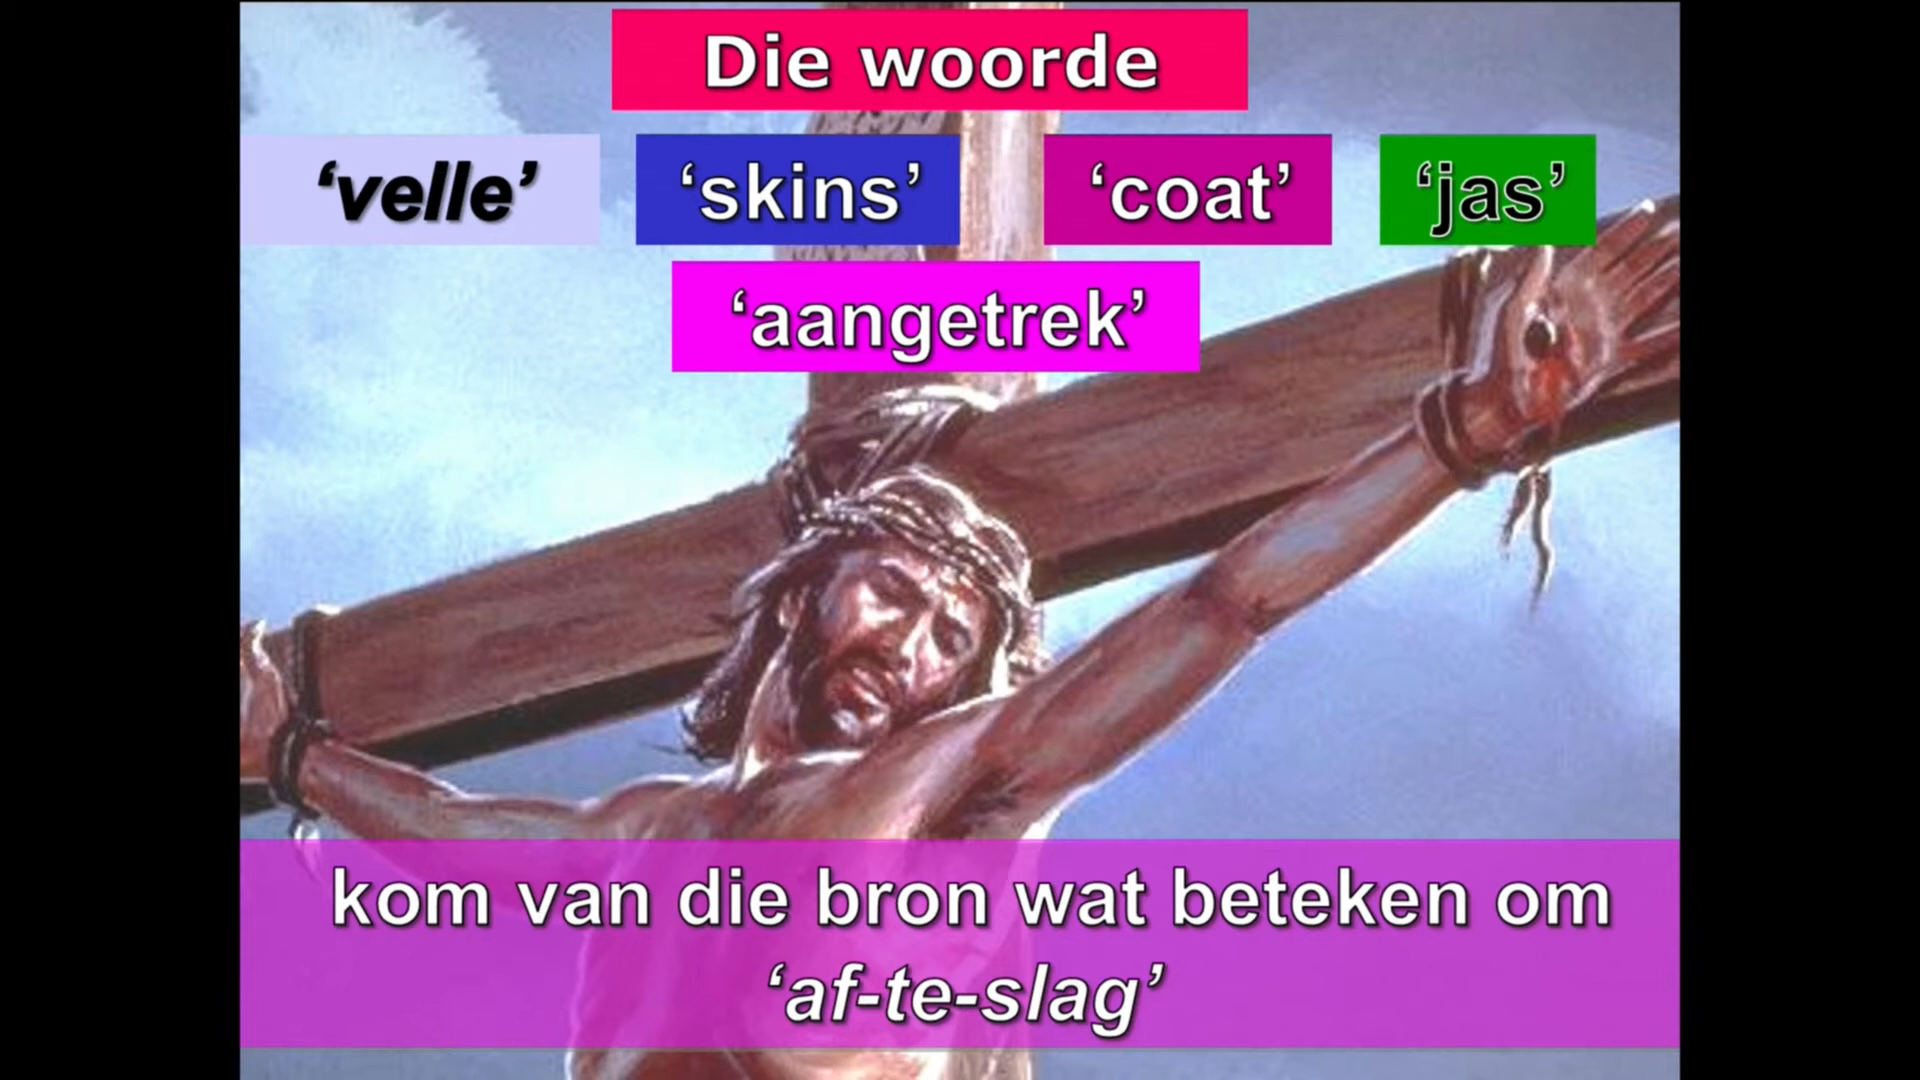 Die woorde
‘velle’ ‘skins’ ‘coat’ ‘jas’
‘aangetrek’
kom van die bron wat beteken om
‘af-te-slag’